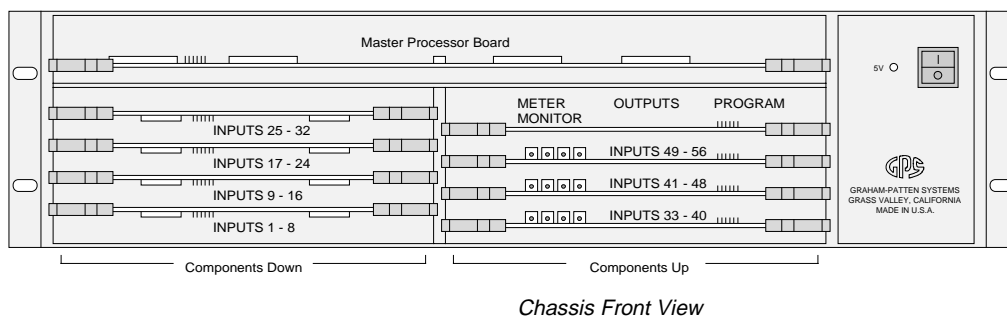 Master Processor Board
5V
I
O
METER MONITOR
OUTPUTS
PROGRAM
INPUTS 25 - 32
INPUTS 17 - 24
INPUTS 9 - 16
INPUTS 1 - 8
INPUTS 49 - 56
INPUTS 41 - 48
INPUTS 33 - 40
GPS
GRAHAM-PATTEN SYSTEMS
GRASS VALLEY, CALIFORNIA
MADE IN U.S.A.
Components Down
Components Up
Chassis Front View